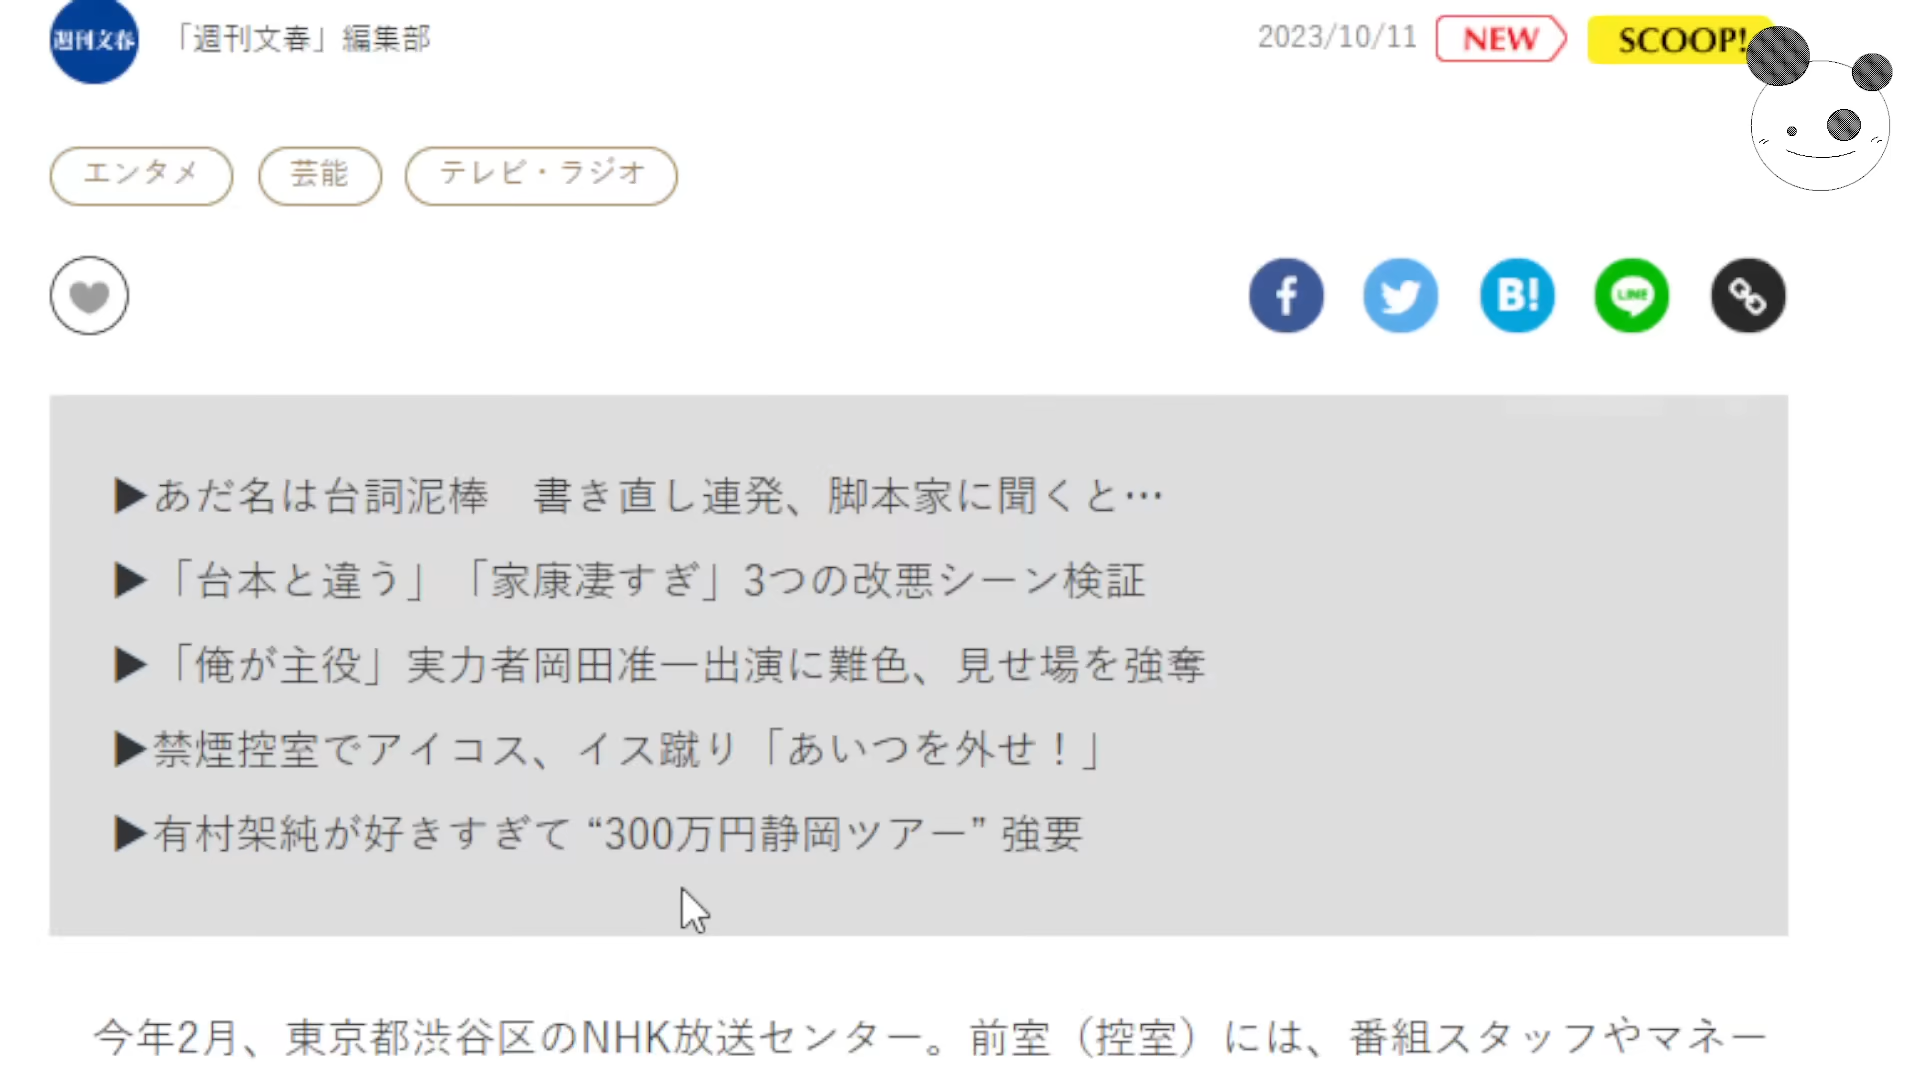 週刊文春
「週刊文春」編集部
2023/10/11
NEW
SCOOP!
エンタメ
芸能
テレビ・ラジオ
f
B!
LINE
▶あだ名は台詞泥棒　書き直し連発、脚本家に聞くと…
▶「台本と違う」「家康凄すぎ」3つの改悪シーン検証
▶「俺が主役」実力者岡田准一出演に難色、見せ場を強奪
▶禁煙控室でアイコス、イス蹴り「あいつを外せ！」
▶有村架純が好きすぎて “300万円静岡ツアー” 強要
今年2月、東京都渋谷区のNHK放送センター。前室（控室）には、番組スタッフやマネー